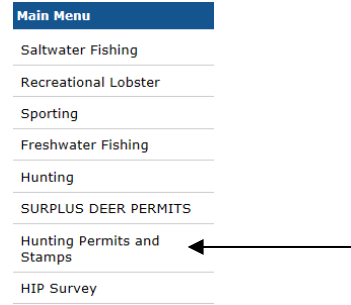 Main Menu
Saltwater Fishing
Recreational Lobster
Sporting
Freshwater Fishing
Hunting
SURPLUS DEER PERMITS
Hunting Permits and
Stamps
HIP Survey